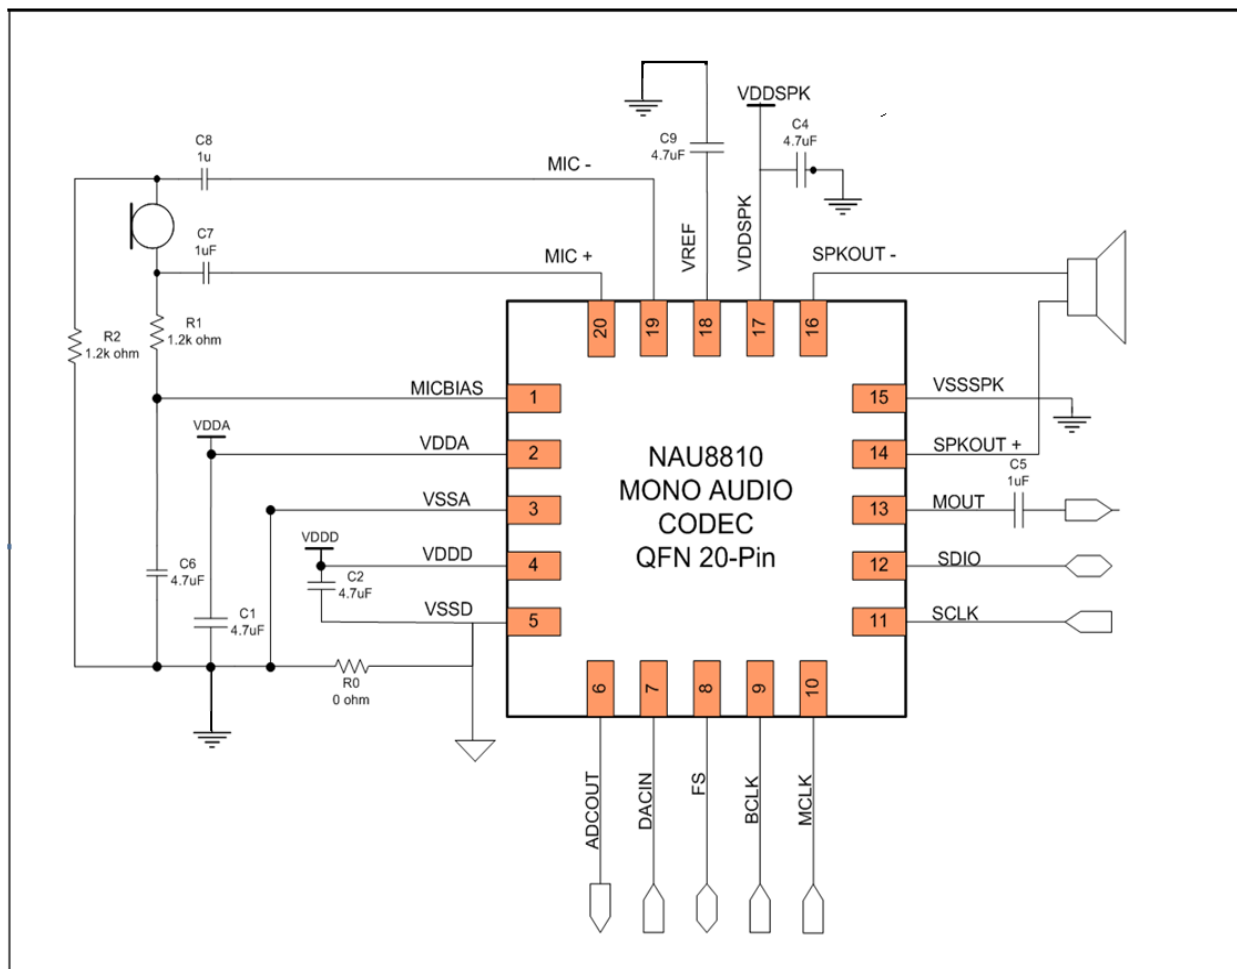 VDDSPK
C4
4.7uF
C9
4.7uF
C8
1u
MIC -
VREF
VDDSPK
C7
1uF
MIC +
SPKOUT -
R2
1.2k ohm
R1
1.2k ohm
20
19
18
17
16
MICBIAS
1
15
VSSSPK
VDDA
VDDA
2
14
SPKOUT +
NAU8810
MONO AUDIO
CODEC
QFN 20-Pin
C5
1uF
VSSA
3
13
MOUT
VDDD
VDDD
4
12
SDIO
C6
4.7uF
C2
4.7uF
C1
4.7uF
VSSD
5
11
SCLK
R0
0 ohm
6
7
8
9
10
ADCOUT
DACIN
FS
BCLK
MCLK